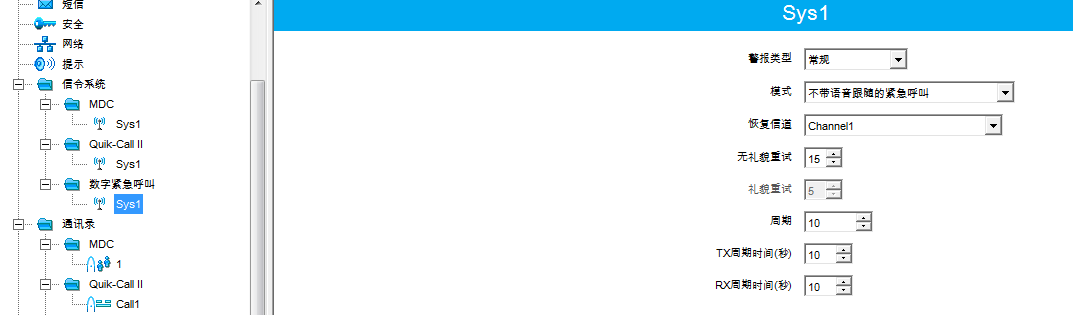 短信
安全
网络
提示
信令系统
MDC
Sys1
Quik-Call II
Sys1
数字紧急呼叫
Sys1
通讯录
MDC
1
Quik-Call II
Call1
Sys1
警报类型 常规
模式 不带语音跟随的紧急呼叫
恢复信道 Channel1
无礼貌重试 15
礼貌重试 5
周期 10
TX周期时间(秒) 10
RX周期时间(秒) 10